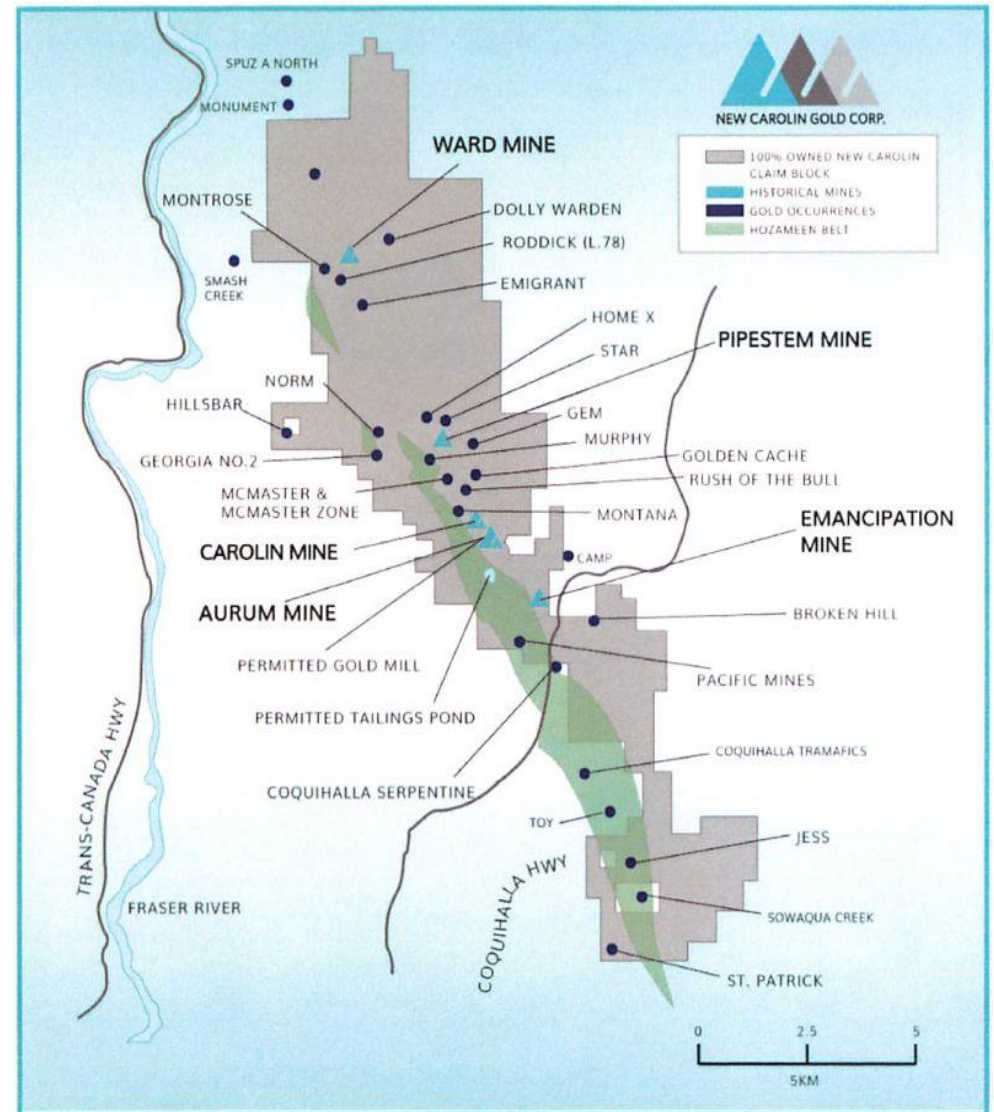 SPUZ A NORTH
MONUMENT
NEW CAROLIN GOLD CORP.
100% OWNED NEW CAROLIN
CLAIM BLOCK
HISTORICAL MINES
GOLD OCCURRENCES
HOZAMEEN BELT
WARD MINE
MONTROSE
DOLLY WARDEN
RODDICK (L.78)
SMASH
CREEK
EMIGRANT
HOME X
STAR
PIPESTEM MINE
NORM
HILLSBAR
GEM
MURPHY
GEORGIA NO.2
GOLDEN CACHE
RUSH OF THE BULL
MCMASTER &
MCMASTER ZONE
MONTANA
EMANCIPATION
MINE
CAROLIN MINE
CAMP
AURUM MINE
BROKEN HILL
PERMITTED GOLD MILL
PACIFIC MINES
PERMITTED TAILINGS POND
COQUIHALLA TRAMAFICS
COQUIHALLA SERPENTINE
TOY
JESS
TRANS-CANADA HWY
COQUIHALLA HWY
FRASER RIVER
SOWAQUA CREEK
ST. PATRICK
0 2.5 5
5KM